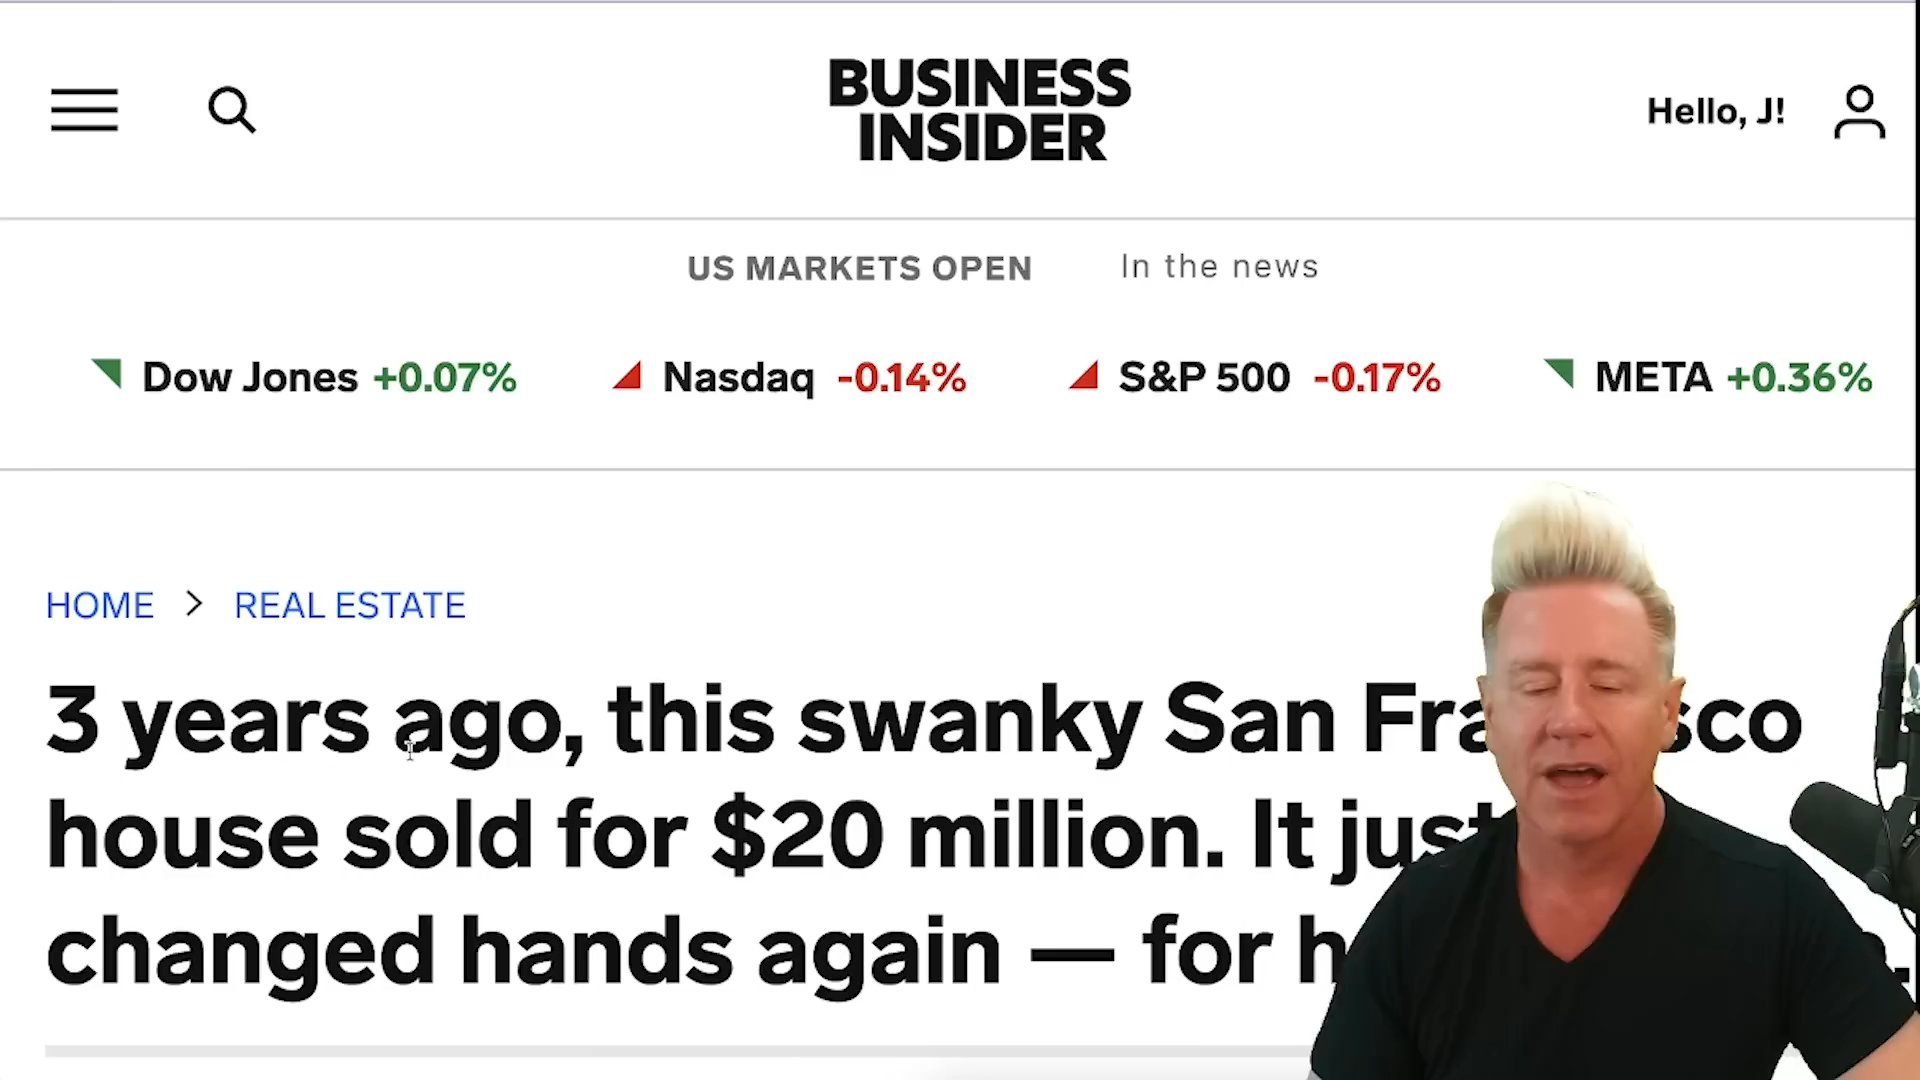 BUSINESS
INSIDER
Hello, J!
US MARKETS OPEN In the news
Dow Jones +0.07% Nasdaq -0.14% S&P 500 -0.17% META +0.36%
HOME > REAL ESTATE
3 years ago, this swanky San
house sold for $20 million. It just
changed hands again — for